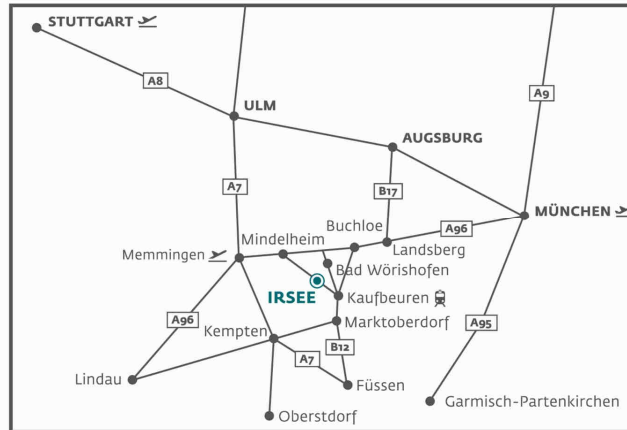 STUTTGART
A8
A9
ULM
AUGSBURG
A7
B17
MÜNCHEN
Buchloe
A96
Mindelheim
Landsberg
Memmingen
Bad Wörishofen
IRSEE
Kaufbeuren
A96
Kempten
Marktoberdorf
A95
B12
A7
Lindau
Füssen
Garmisch-Partenkirchen
Oberstdorf